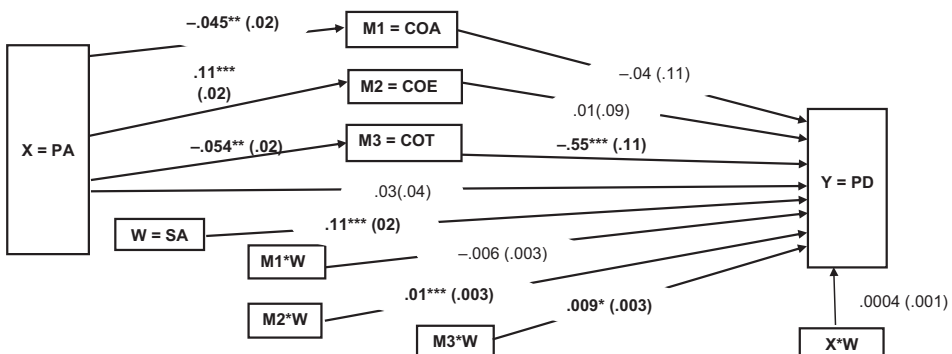 –.045** (.02)
M1 = COA
.11***
(.02)
M2 = COE
–.04 (.11)
.01(.09)
X = PA
–.054** (.02)
M3 = COT
–.55*** (.11)
Y = PD
.03(.04)
W = SA
.11*** (02)
M1*W
–.006 (.003)
M2*W
.01*** (.003)
M3*W
.009* (.003)
.0004 (.001)
X*W